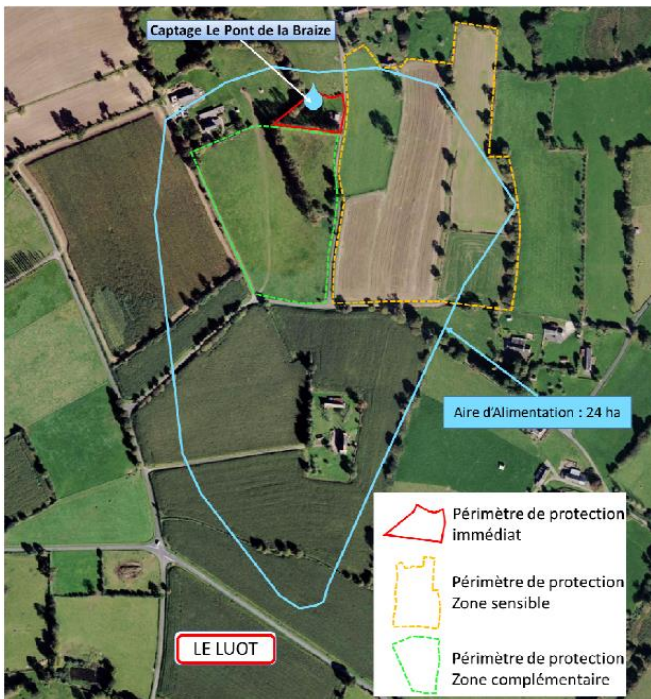 Captage Le Pont de la Braize
Aire d'Alimentation : 24 ha
Périmètre de protection
immédiat
Périmètre de protection
Zone sensible
Périmètre de protection
Zone complémentaire
LE LUOT